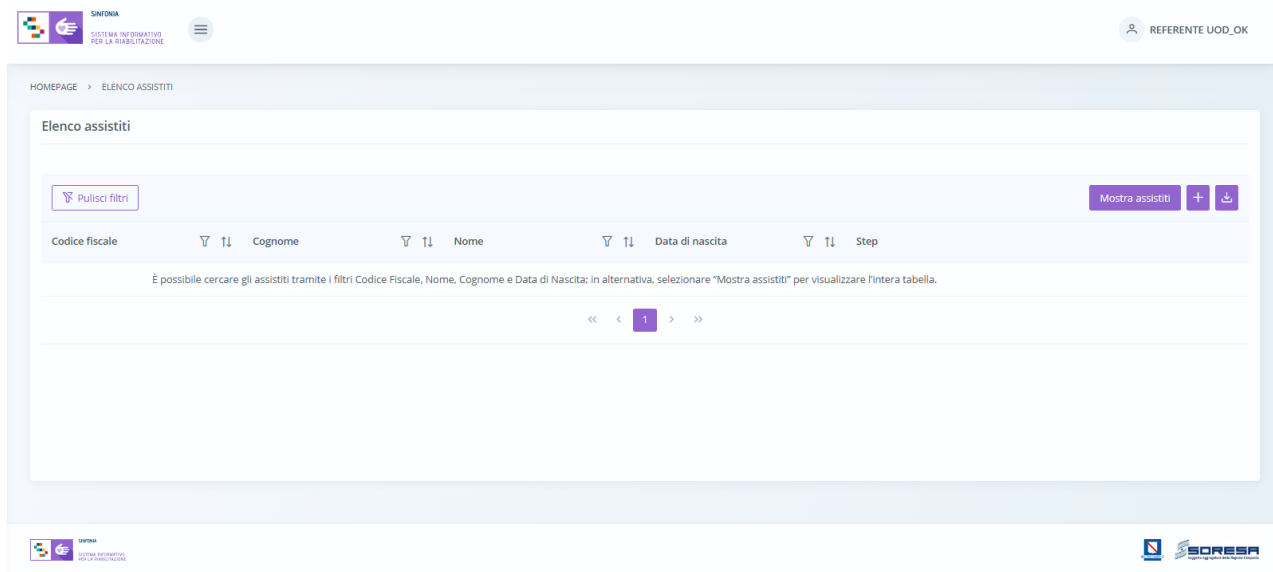 SINFONIA
SISTEMA INFORMATIVO
PER LA RIABILITAZIONE
REFERENTE UOD_OK
HOMEPAGE > ELENCO ASSISTITI
Elenco assistiti
Pulisci filtri
Mostra assistiti
Codice fiscale Cognome Nome Data di nascita Step
È possibile cercare gli assistiti tramite i filtri Codice Fiscale, Nome, Cognome e Data di Nascita; in alternativa, selezionare “Mostra assistiti” per visualizzare l’intera tabella.
« < 1 > »
SINFONIA
SISTEMA INFORMATIVO
PER LA RIABILITAZIONE
SORESA